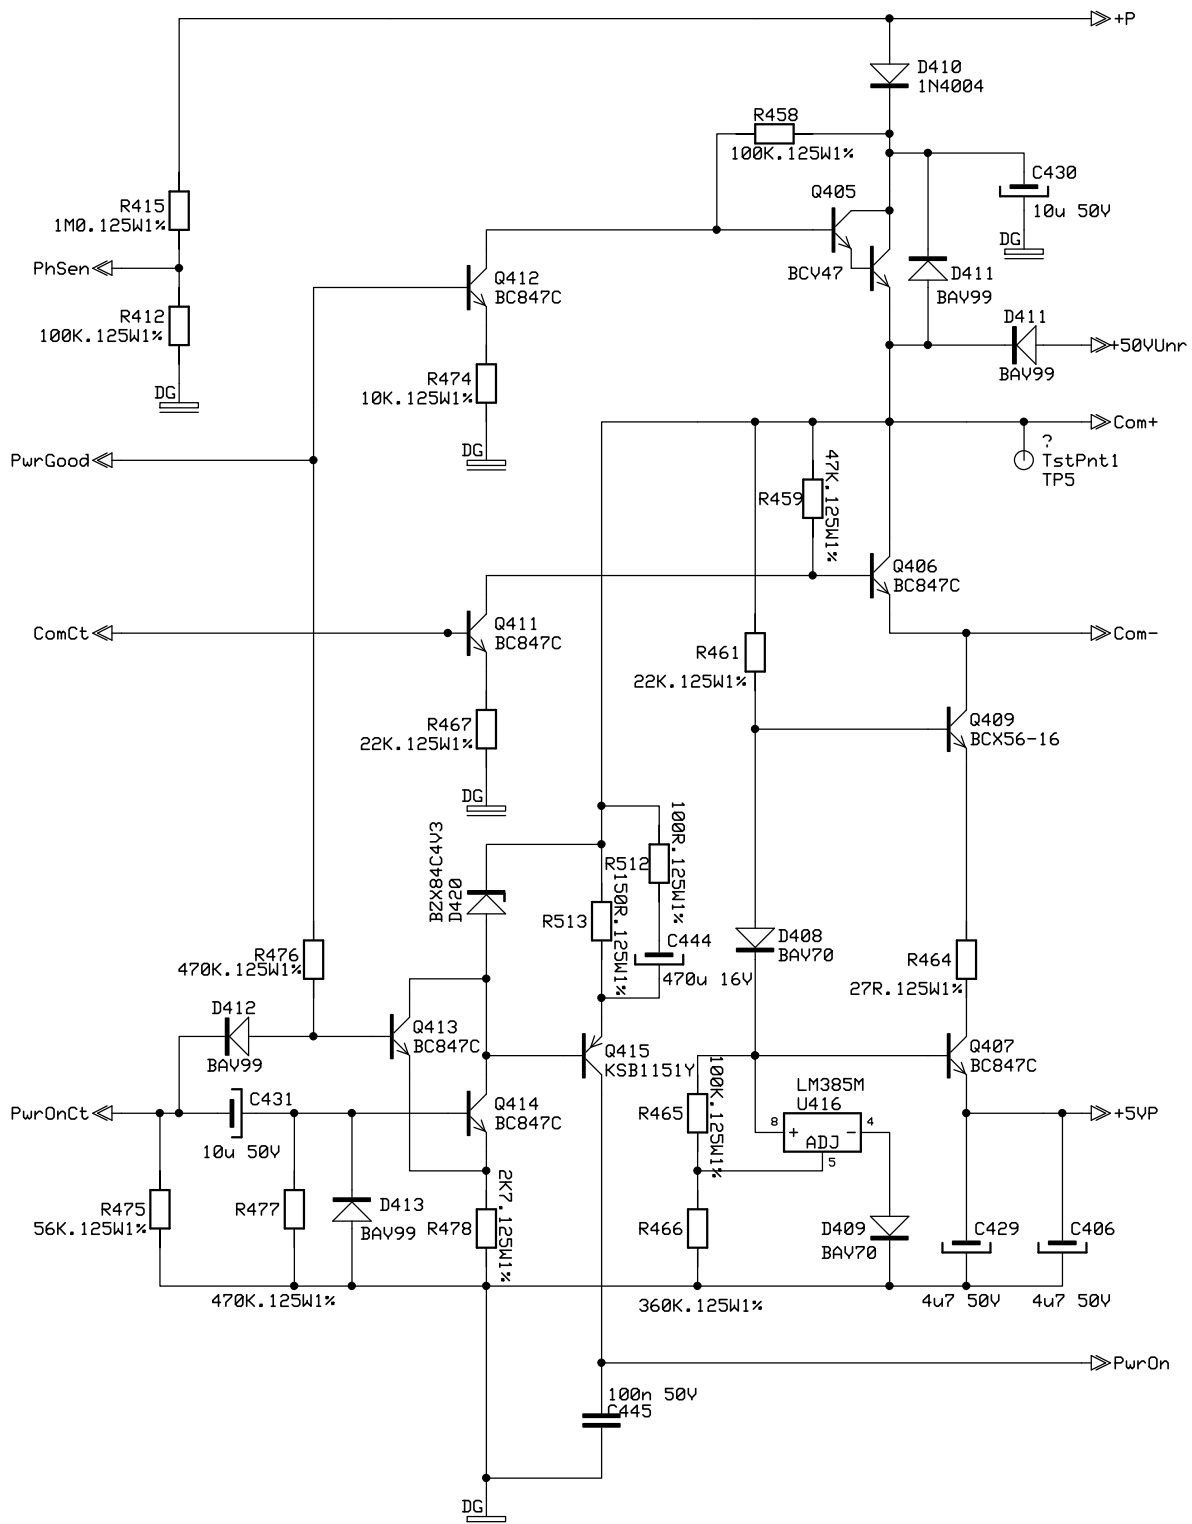 +P
D410
1N4004
R458
100K.125W1%
C430
10u 50V
DG
Q405
BCV47
D411
BAV99
D411
BAV99
+50VUnr
R415
1M0.125W1%
PhSen
R412
100K.125W1%
DG
Q412
BC847C
R474
10K.125W1%
DG
Com+
?
TstPnt1
TP5
PwrGood
R459
47K.125W1%
Q406
BC847C
ComCt
Q411
BC847C
Com-
R461
22K.125W1%
R467
22K.125W1%
DG
Q409
BCX56-16
BZX84C4V3
D420
R512
100R.125W1%
R513
150R.125W1%
C444
470u 16V
D408
BAV70
R464
27R.125W1%
R476
470K.125W1%
D412
BAV99
Q413
BC847C
Q415
KSB1151Y
Q407
BC847C
PwrOnCt
C431
10u 50V
Q414
BC847C
R465
100K.125W1%
LM385M
U416
8
+
-
4
ADJ
5
+5VP
R475
56K.125W1%
R477
470K.125W1%
D413
BAV99
R478
2K7.125W1%
R466
360K.125W1%
D409
BAV70
C429
4u7 50V
C406
4u7 50V
PwrOn
100n 50V
C445
DG